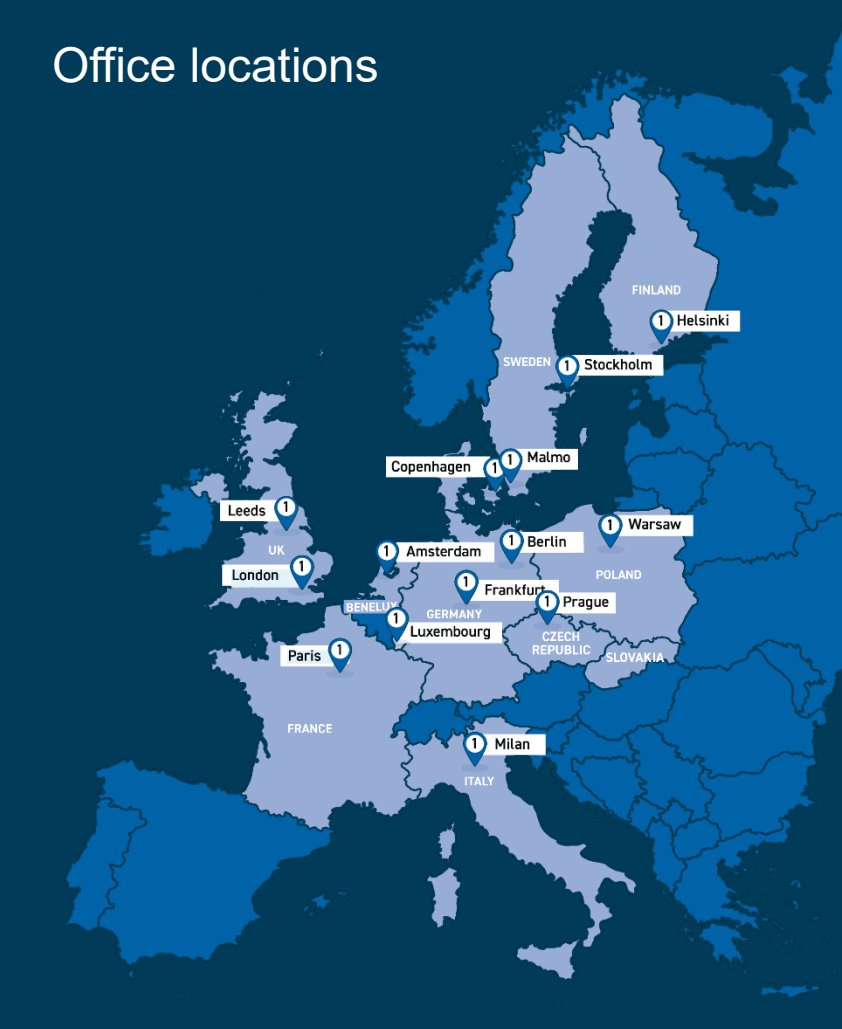 Office locations
FINLAND
1 Helsinki
SWEDEN
1 Stockholm
Copenhagen 1
1 Malmo
Leeds 1
1 Warsaw
UK
1 Amsterdam
1 Berlin
London 1
POLAND
1 Frankfurt
BENELUX
GERMANY
1 Prague
1 Luxembourg
CZECH
REPUBLIC
SLOVAKIA
Paris 1
FRANCE
1 Milan
ITALY